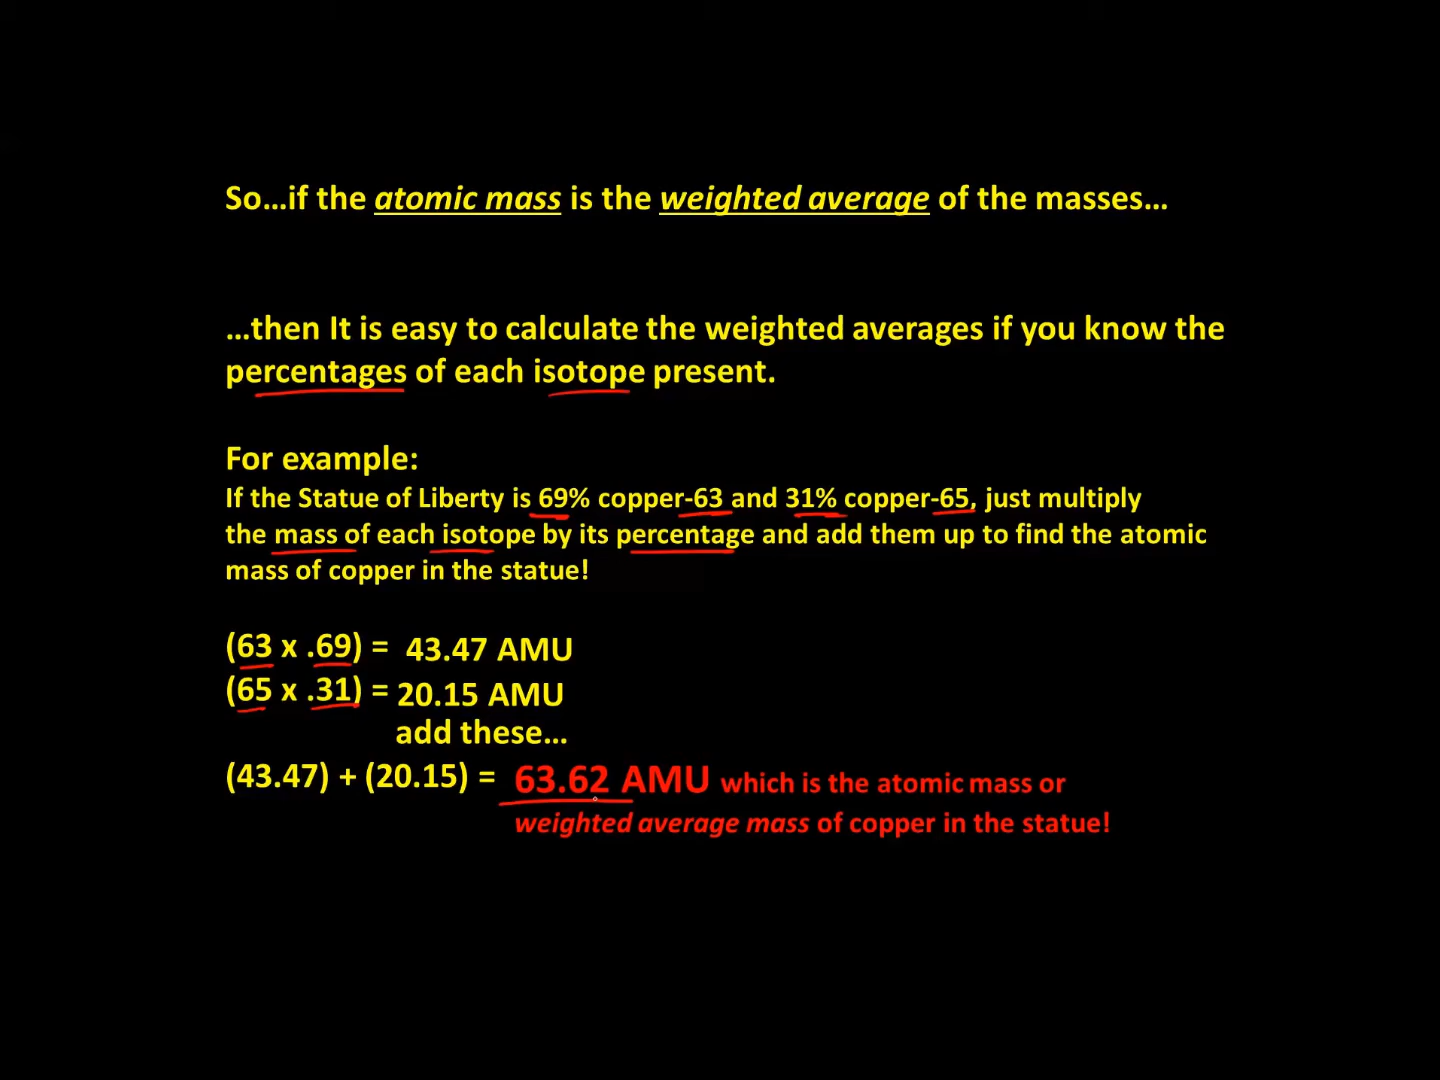 So...if the atomic mass is the weighted average of the masses...
...then It is easy to calculate the weighted averages if you know the
percentages of each isotope present.
For example:
If the Statue of Liberty is 69% copper-63 and 31% copper-65, just multiply
the mass of each isotope by its percentage and add them up to find the atomic
mass of copper in the statue!
(63 x .69) = 43.47 AMU
(65 x .31) = 20.15 AMU
add these...
(43.47) + (20.15) = 63.62 AMU which is the atomic mass or
weighted average mass of copper in the statue!